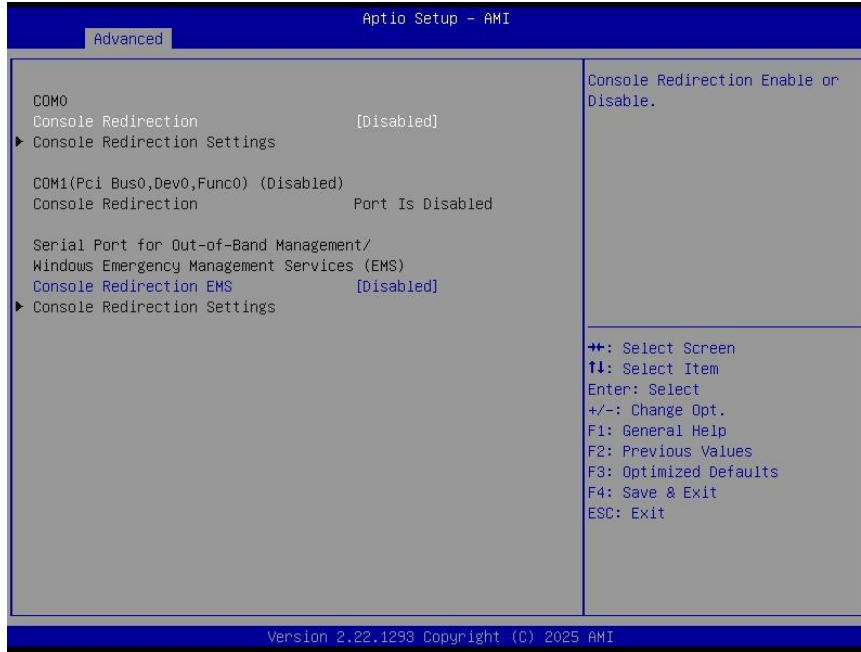 Aptio Setup - AMI
Advanced
COM0
Console Redirection [Disabled]
▶ Console Redirection Settings
COM1(Pci Bus0,Dev0,Func0) (Disabled)
Console Redirection Port Is Disabled
Serial Port for Out-of-Band Management/
Windows Emergency Management Services (EMS)
Console Redirection EMS [Disabled]
▶ Console Redirection Settings
Console Redirection Enable or
Disable.
→←: Select Screen
↑↓: Select Item
Enter: Select
+/-: Change Opt.
F1: General Help
F2: Previous Values
F3: Optimized Defaults
F4: Save & Exit
ESC: Exit
Version 2.22.1293 Copyright (C) 2025 AMI